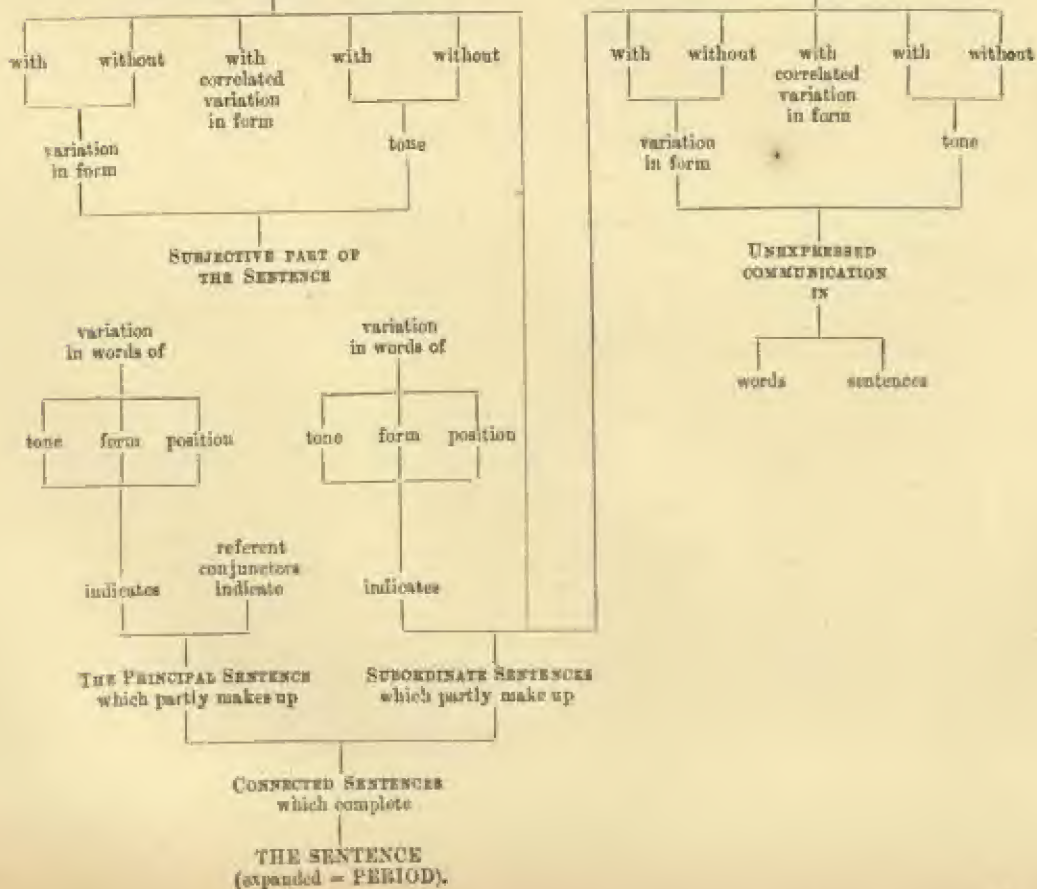 with without with with without
correlated
variation
in form
variation
in form
tone
SUBJECTIVE PART OF
THE SENTENCE
with without with with without
correlated
variation
in form
variation
in form
tone
UNEXPRESSED
COMMUNICATION
IN
words sentences
variation
in words of
tone form position
indicates
referent
conjunctors
indicate
variation
in words of
tone form position
indicates
THE PRINCIPAL SENTENCE
which partly makes up
SUBORDINATE SENTENCES
which partly make up
CONNECTED SENTENCES
which complete
THE SENTENCE
(expanded = PERIOD).